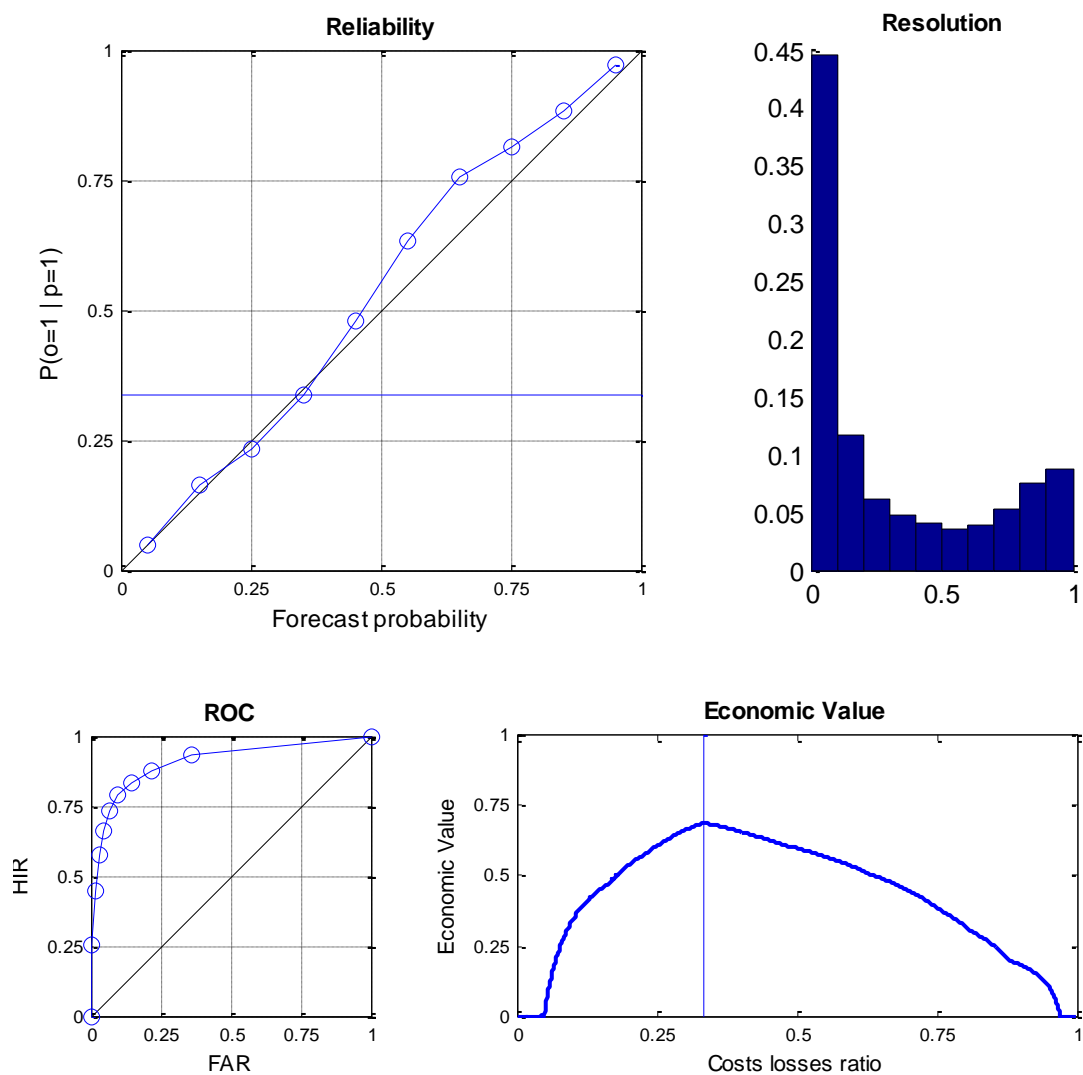 Reliability
1
0.75
0.5
0.25
0
0 0.25 0.5 0.75 1
P(o=1 | p=1)
Forecast probability
Resolution
0.45
0.4
0.35
0.3
0.25
0.2
0.15
0.1
0.05
0
0 0.5 1
ROC
1
0.75
0.5
0.25
0
0 0.25 0.5 0.75 1
HIR
FAR
Economic Value
1
0.75
0.5
0.25
0
0 0.25 0.5 0.75 1
Economic Value
Costs losses ratio